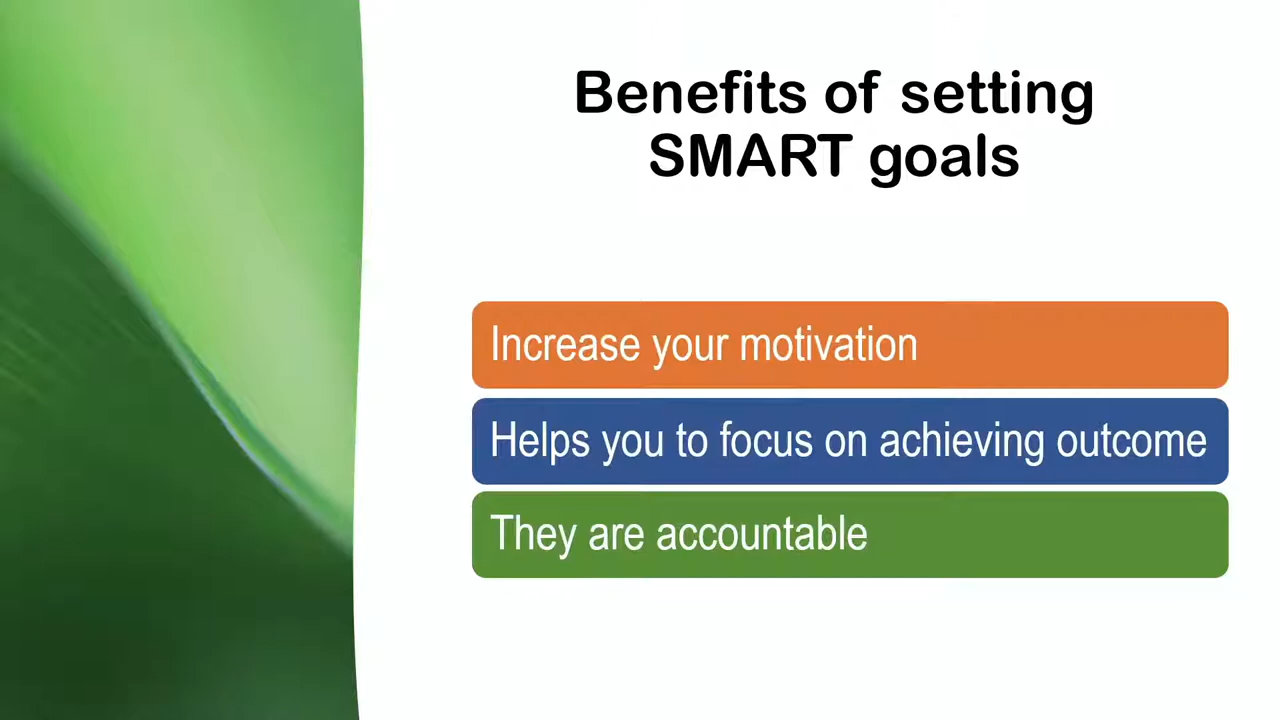 Benefits of setting
SMART goals
Increase your motivation
Helps you to focus on achieving outcome
They are accountable